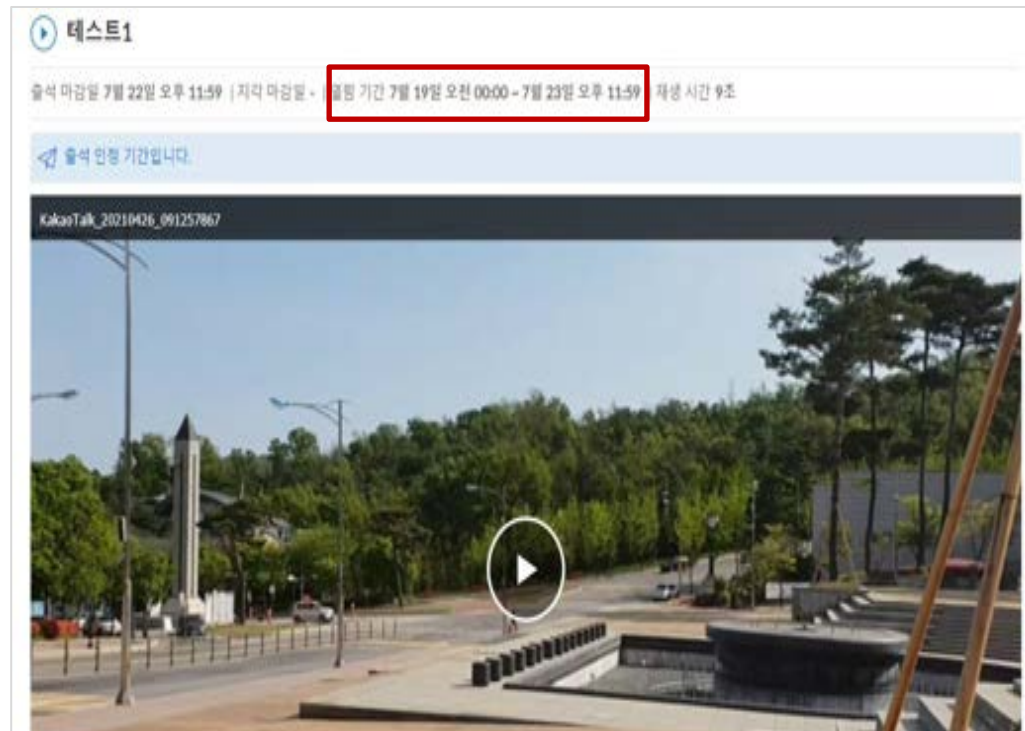 테스트1
출석 마감일 7월 22일 오후 11:59 | 지각 마감일 - | 열람 기간 7월 19일 오전 00:00 ~ 7월 23일 오후 11:59 | 재생 시간 9초
출석 인정 기간입니다.
KakaoTalk_20210426_091257867